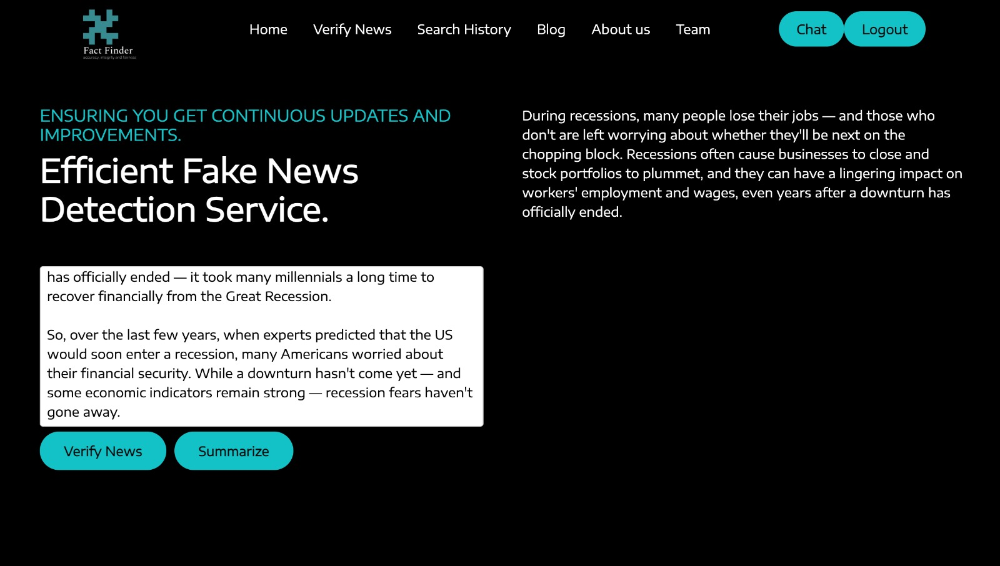 Fact Finder
accuracy, integrity and fairness
Home
Verify News
Search History
Blog
About us
Team
Chat
Logout
ENSURING YOU GET CONTINUOUS UPDATES AND
IMPROVEMENTS.
Efficient Fake News
Detection Service.
has officially ended — it took many millennials a long time to
recover financially from the Great Recession.
So, over the last few years, when experts predicted that the US
would soon enter a recession, many Americans worried about
their financial security. While a downturn hasn't come yet — and
some economic indicators remain strong — recession fears haven't
gone away.
Verify News
Summarize
During recessions, many people lose their jobs — and those who
don't are left worrying about whether they'll be next on the
chopping block. Recessions often cause businesses to close and
stock portfolios to plummet, and they can have a lingering impact on
workers' employment and wages, even years after a downturn has
officially ended.